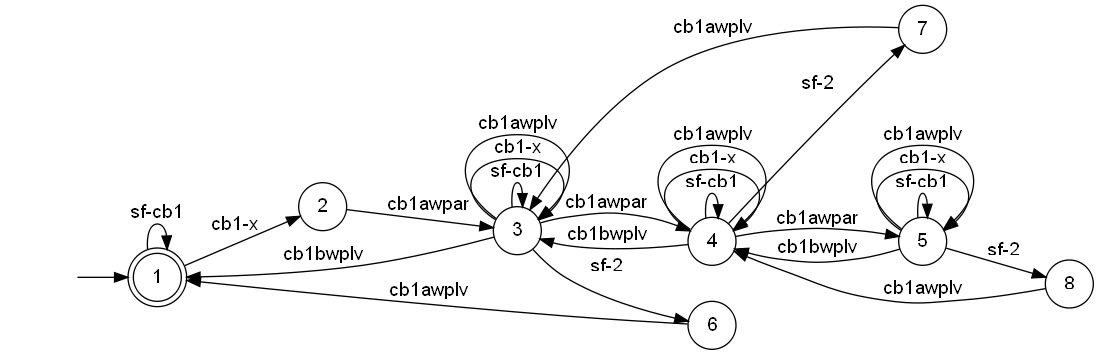 cb1awplv
7
sf-2
cb1awplv
cb1-x
sf-cb1
cb1awplv
cb1-x
sf-cb1
cb1awplv
cb1-x
sf-cb1
sf-cb1
cb1-x
2
cb1awpar
3
cb1awpar
cb1bwplv
4
cb1awpar
cb1bwplv
5
sf-2
8
1
cb1bwplv
sf-2
cb1awplv
cb1awplv
6